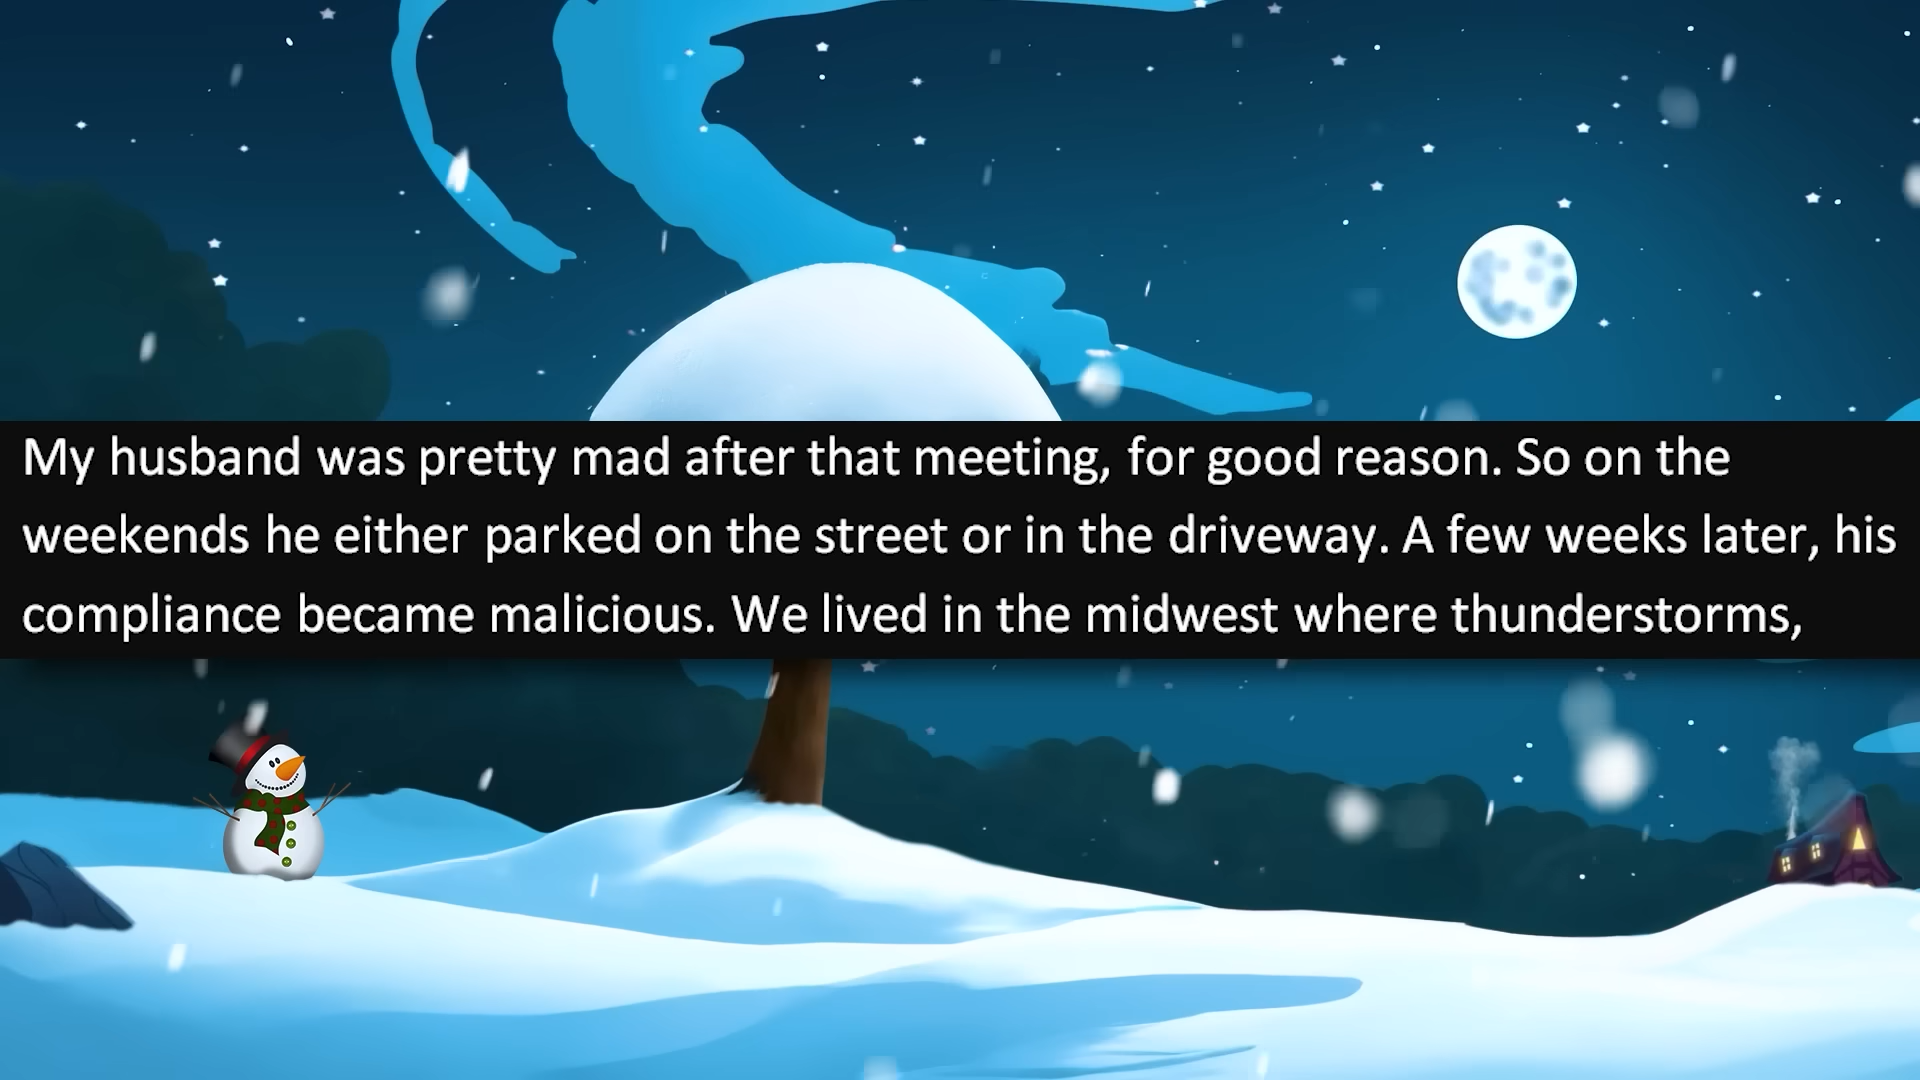 My husband was pretty mad after that meeting, for good reason. So on the
weekends he either parked on the street or in the driveway. A few weeks later, his
compliance became malicious. We lived in the midwest where thunderstorms,